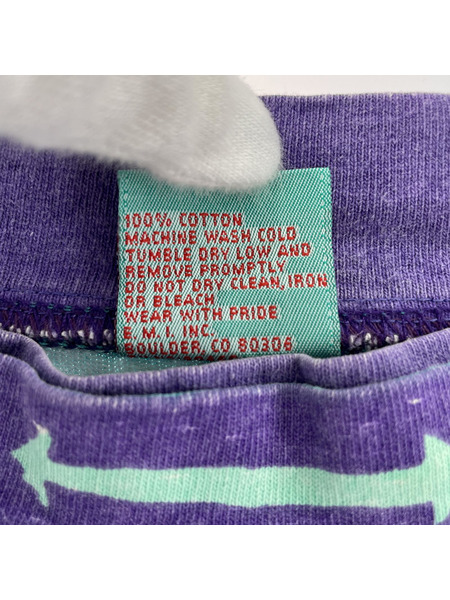 100% COTTON
MACHINE WASH COLD
TUMBLE DRY LOW AND
REMOVE PROMPTLY
DO NOT DRY CLEAN, IRON
OR BLEACH
WEAR WITH PRIDE
E. M. I. INC.
BOULDER, CO 80306